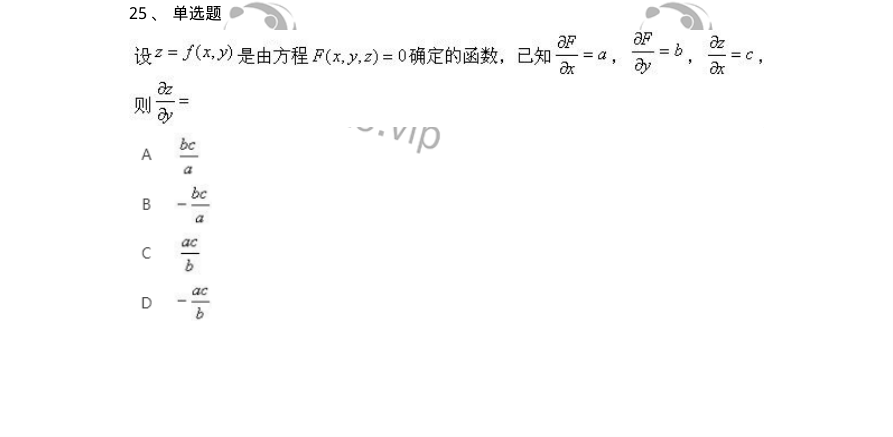 25、 单选题
设z = f(x,y)是由方程F(x,y,z) = 0确定的函数，已知∂F/∂x = a，∂F/∂y = b，∂z/∂x = c，
则∂z/∂y =
A bc/a
B -bc/a
C ac/b
D -ac/b
.vip